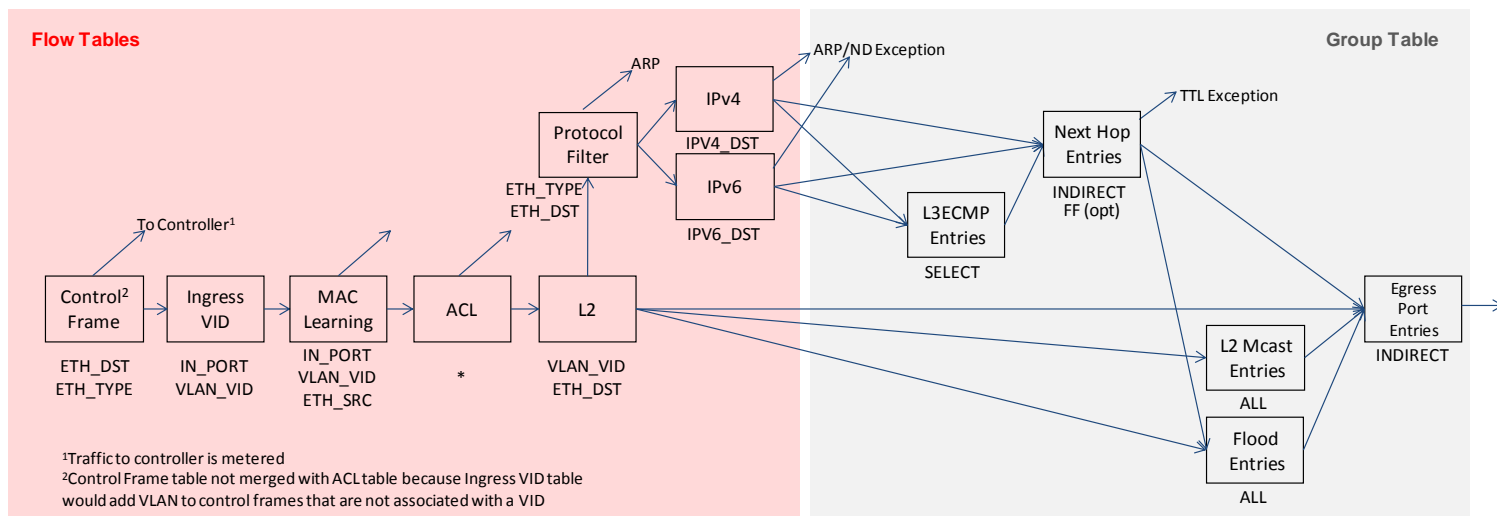 Flow Tables
Group Table
ARP
ARP/ND Exception
IPv4
IPV4_DST
TTL Exception
Protocol
Filter
ETH_TYPE
ETH_DST
IPv6
IPV6_DST
Next Hop
Entries
INDIRECT
FF (opt)
L3ECMP
Entries
SELECT
To Controller¹
Control²
Frame
ETH_DST
ETH_TYPE
Ingress
VID
IN_PORT
VLAN_VID
MAC
Learning
IN_PORT
VLAN_VID
ETH_SRC
ACL
*
L2
VLAN_VID
ETH_DST
Egress
Port
Entries
INDIRECT
L2 Mcast
Entries
ALL
Flood
Entries
ALL
¹Traffic to controller is metered
²Control Frame table not merged with ACL table because Ingress VID table
would add VLAN to control frames that are not associated with a VID